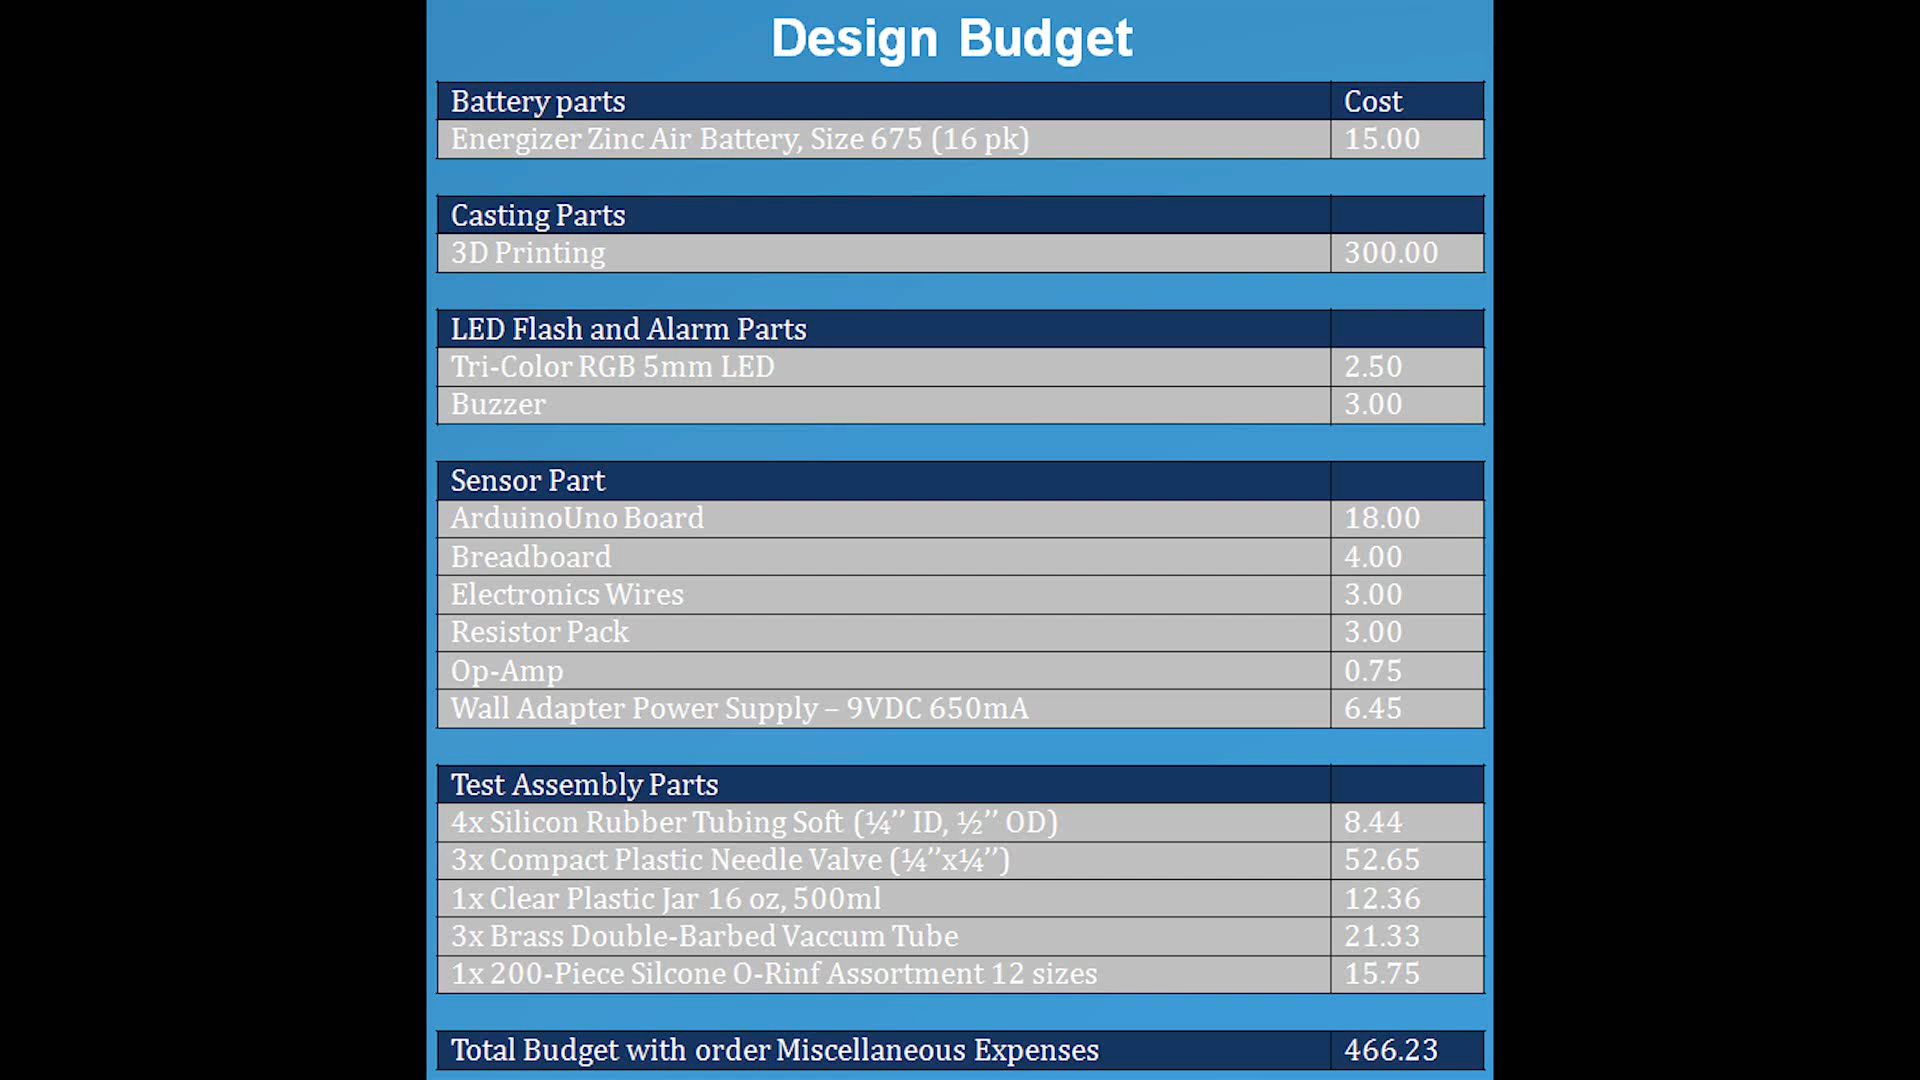 Design Budget
Battery parts Cost
Energizer Zinc Air Battery, Size 675 (16 pk) 15.00
Casting Parts
3D Printing 300.00
LED Flash and Alarm Parts
Tri-Color RGB 5mm LED 2.50
Buzzer 3.00
Sensor Part
ArduinoUno Board 18.00
Breadboard 4.00
Electronics Wires 3.00
Resistor Pack 3.00
Op-Amp 0.75
Wall Adapter Power Supply – 9VDC 650mA 6.45
Test Assembly Parts
4x Silicon Rubber Tubing Soft (¼’’ ID, ½’’ OD) 8.44
3x Compact Plastic Needle Valve (¼’’x¼’’) 52.65
1x Clear Plastic Jar 16 oz, 500ml 12.36
3x Brass Double-Barbed Vaccum Tube 21.33
1x 200-Piece Silcone O-Rinf Assortment 12 sizes 15.75
Total Budget with order Miscellaneous Expenses 466.23